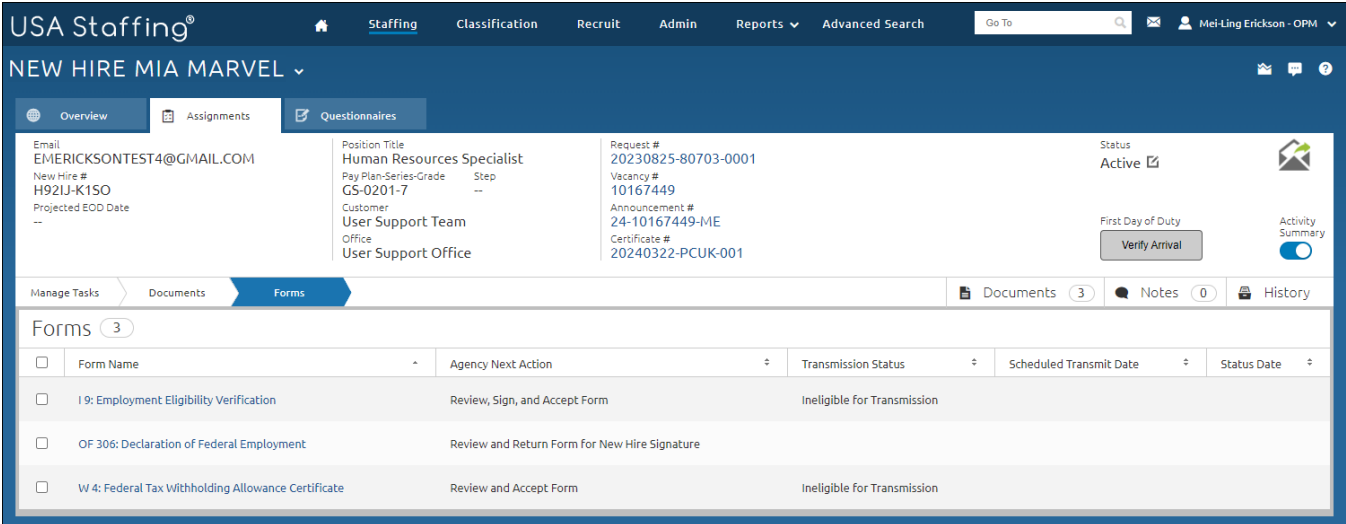 USA Staffing®
Staffing Classification Recruit Admin Reports Advanced Search
Go To
Mei-Ling Erickson - OPM
NEW HIRE MIA MARVEL
Overview Assignments Questionnaires
Email
EMERICKSONTEST4@GMAIL.COM
New Hire #
H92IJ-K1SO
Projected EOD Date
--
Position Title
Human Resources Specialist
Pay Plan-Series-Grade Step
GS-0201-7 --
Customer
User Support Team
Office
User Support Office
Request #
20230825-80703-0001
Vacancy #
10167449
Announcement #
24-10167449-ME
Certificate #
20240322-PCUK-001
Status
Active
First Day of Duty
Verify Arrival
Activity
Summary
Manage Tasks Documents Forms
Documents 3 Notes 0 History
Forms 3
Form Name Agency Next Action Transmission Status Scheduled Transmit Date Status Date
I 9: Employment Eligibility Verification Review, Sign, and Accept Form Ineligible for Transmission
OF 306: Declaration of Federal Employment Review and Return Form for New Hire Signature
W 4: Federal Tax Withholding Allowance Certificate Review and Accept Form Ineligible for Transmission